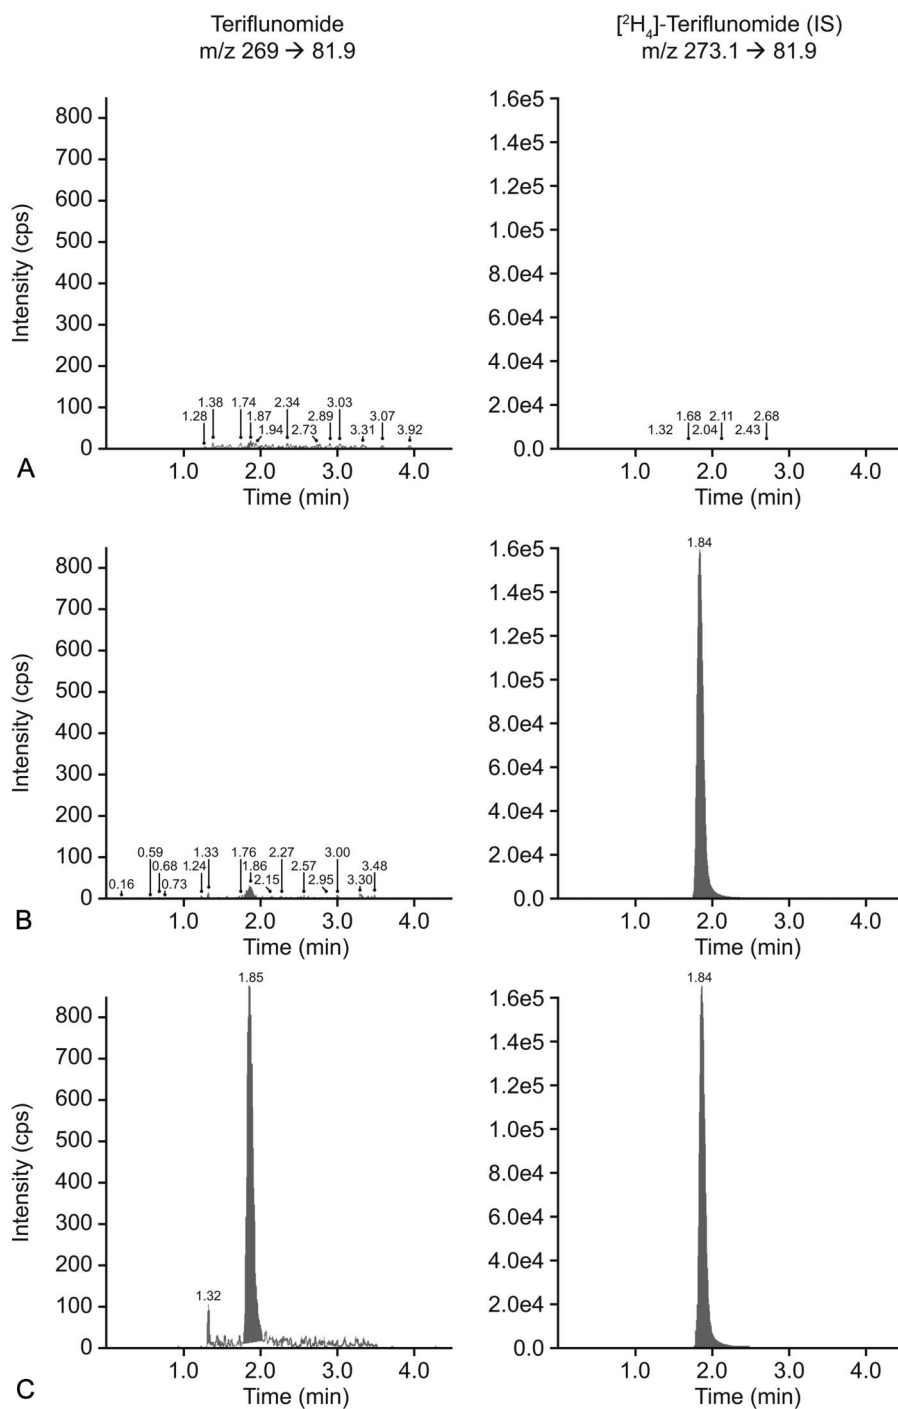 Teriflunomide
m/z 269 → 81.9
[²H₄]-Teriflunomide (IS)
m/z 273.1 → 81.9
Intensity (cps)
800
700
600
500
400
300
200
100
0
1.38 1.74 2.34 3.03
1.28 1.87 2.89 3.07
1.94 2.73 3.31 3.92
1.0 2.0 3.0 4.0
Time (min)
1.6e5
1.4e5
1.2e5
1.0e5
8.0e4
6.0e4
4.0e4
2.0e4
0
1.68 2.11 2.68
1.32 2.04 2.43
1.0 2.0 3.0 4.0
Time (min)
A
Intensity (cps)
800
700
600
500
400
300
200
100
0
0.59 1.33 1.76 2.27 3.00
0.68 1.24 1.86 2.57 3.48
0.16 0.73 2.15 2.95 3.30
1.0 2.0 3.0 4.0
Time (min)
1.84
1.6e5
1.4e5
1.2e5
1.0e5
8.0e4
6.0e4
4.0e4
2.0e4
0
1.0 2.0 3.0 4.0
Time (min)
B
Intensity (cps)
1.85
800
700
600
500
400
300
200
100
0
1.32
1.0 2.0 3.0 4.0
Time (min)
1.84
1.6e5
1.4e5
1.2e5
1.0e5
8.0e4
6.0e4
4.0e4
2.0e4
0
1.0 2.0 3.0 4.0
Time (min)
C